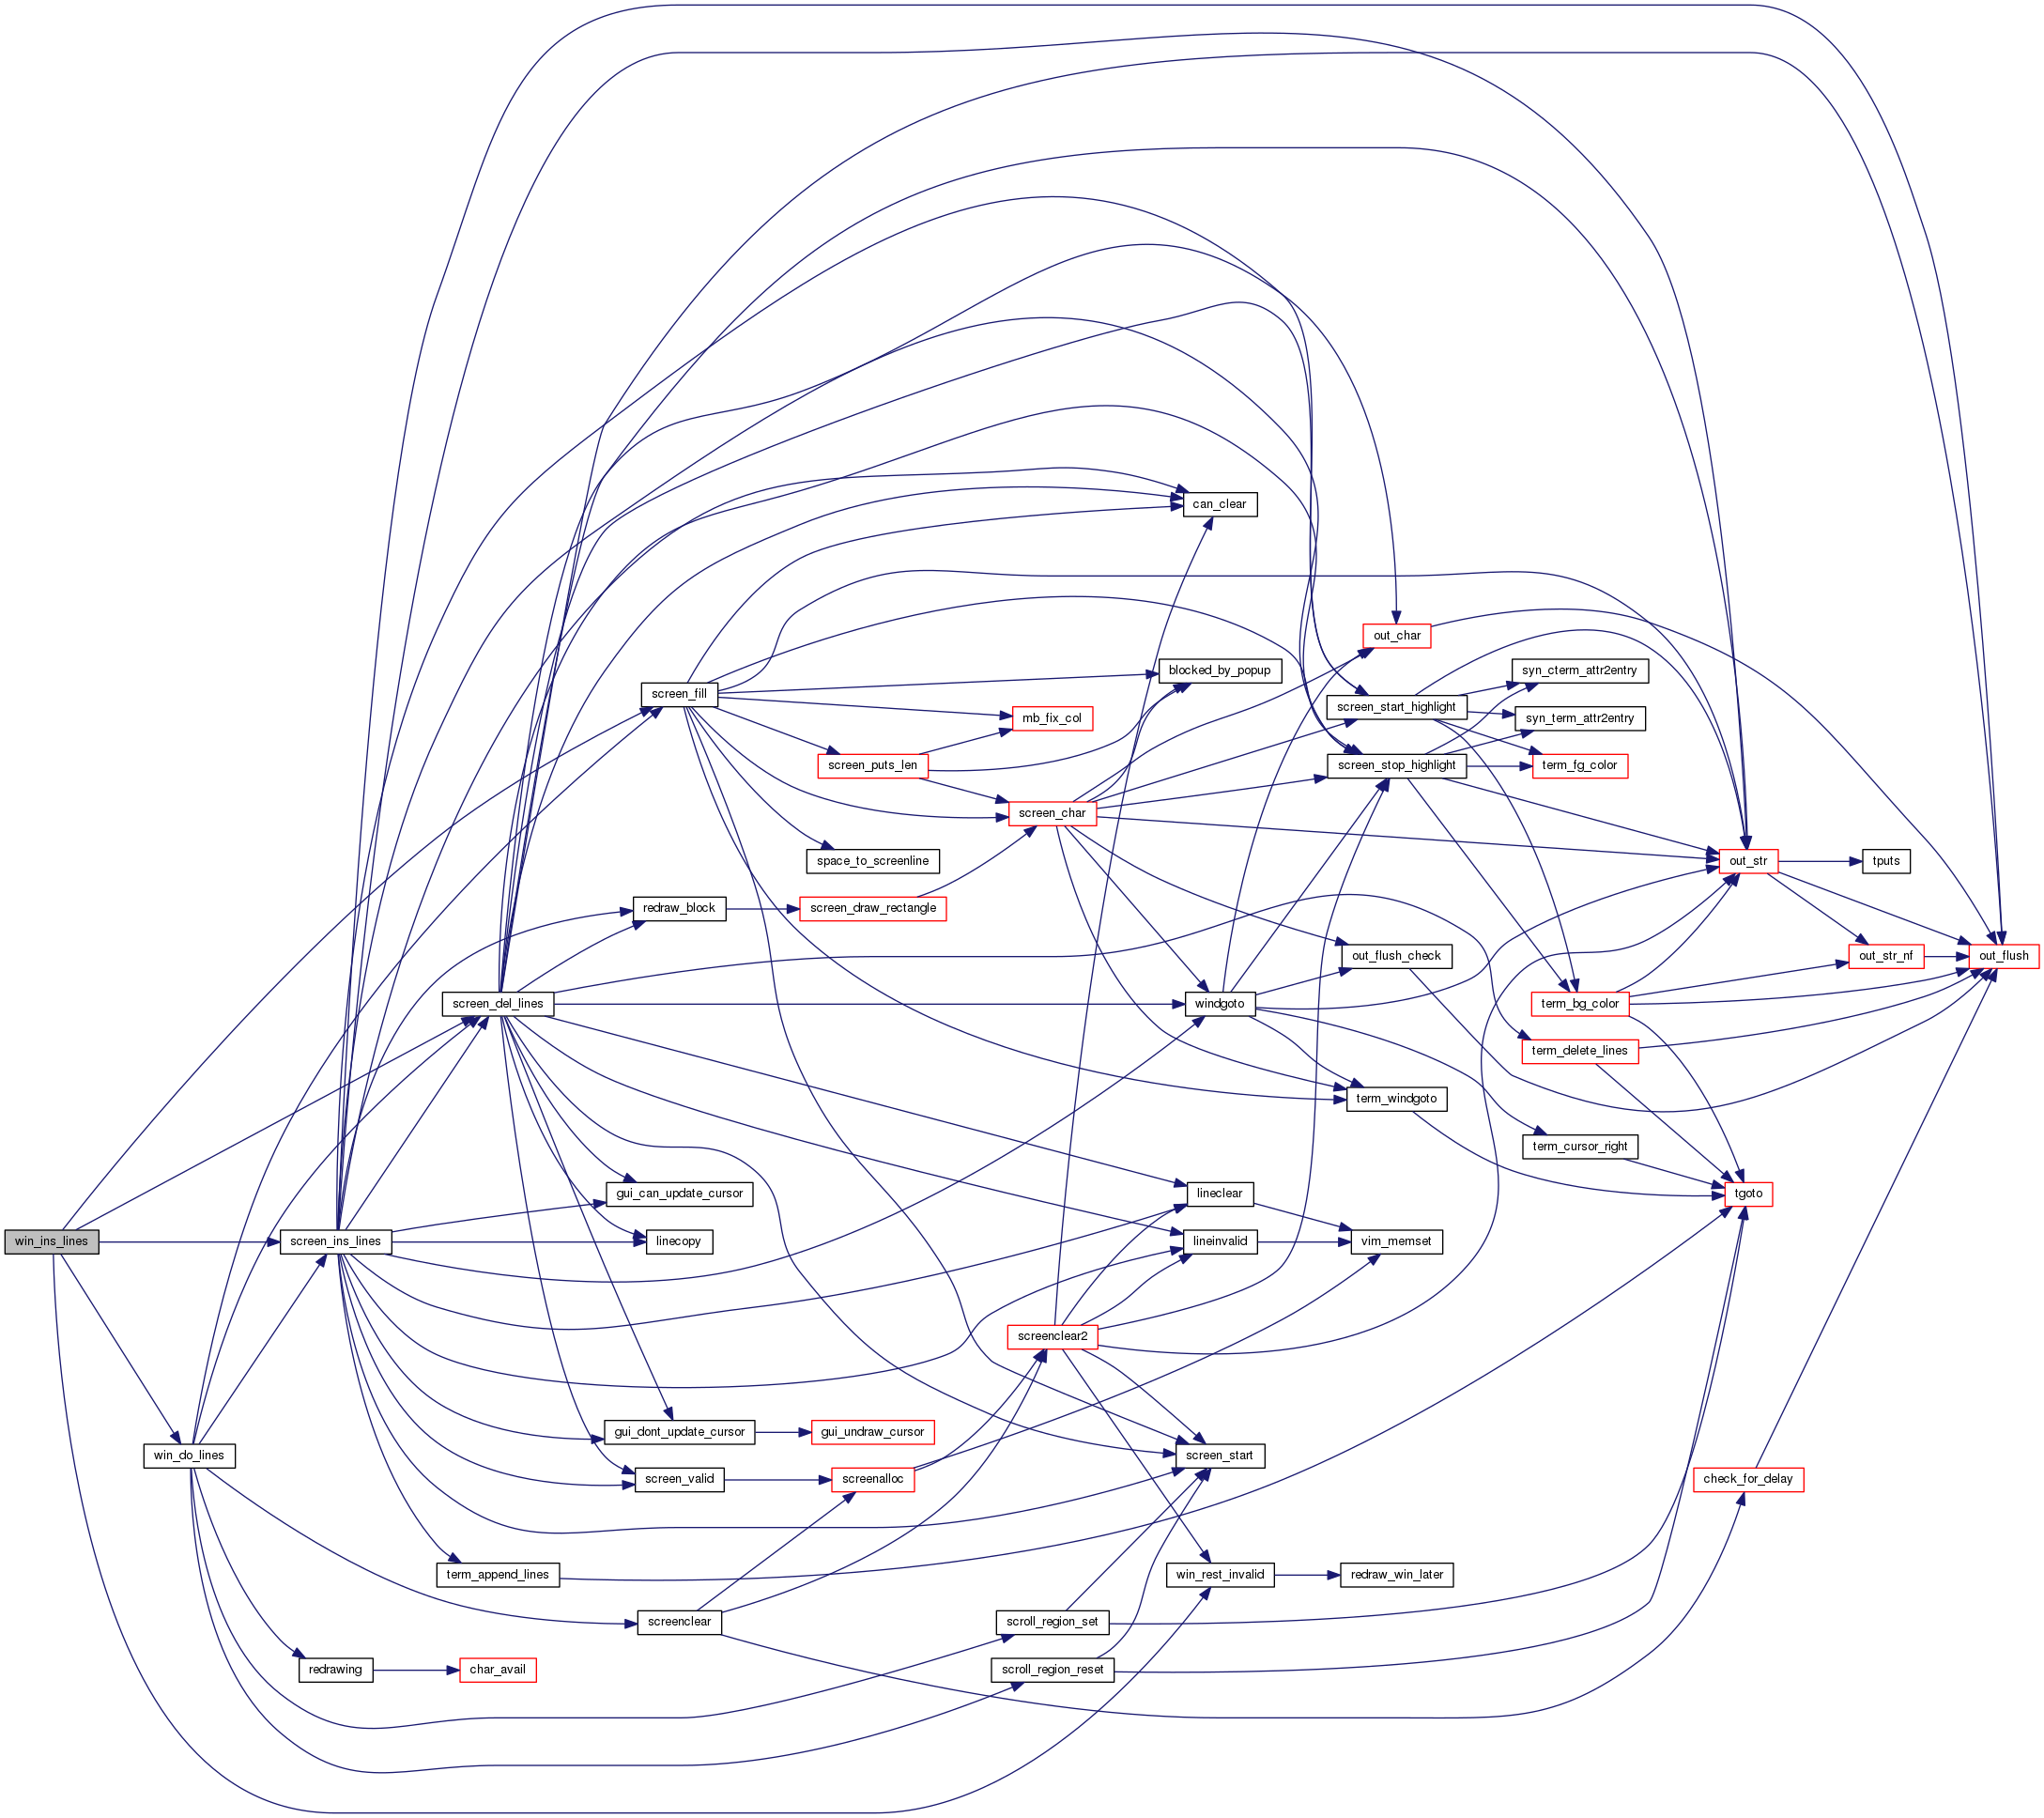 can_clear
out_char
blocked_by_popup
syn_cterm_attr2entry
screen_fill
screen_start_highlight
mb_fix_col
syn_term_attr2entry
screen_puts_len
screen_stop_highlight
term_fg_color
screen_char
space_to_screenline
out_str
tputs
redraw_block
screen_draw_rectangle
out_flush_check
out_str_nf
out_flush
screen_del_lines
windgoto
term_bg_color
term_delete_lines
term_windgoto
term_cursor_right
gui_can_update_cursor
lineclear
tgoto
win_ins_lines
screen_ins_lines
linecopy
lineinvalid
vim_memset
screenclear2
gui_dont_update_cursor
gui_undraw_cursor
win_do_lines
screen_start
screen_valid
screenalloc
check_for_delay
term_append_lines
win_rest_invalid
redraw_win_later
screenclear
scroll_region_set
redrawing
char_avail
scroll_region_reset